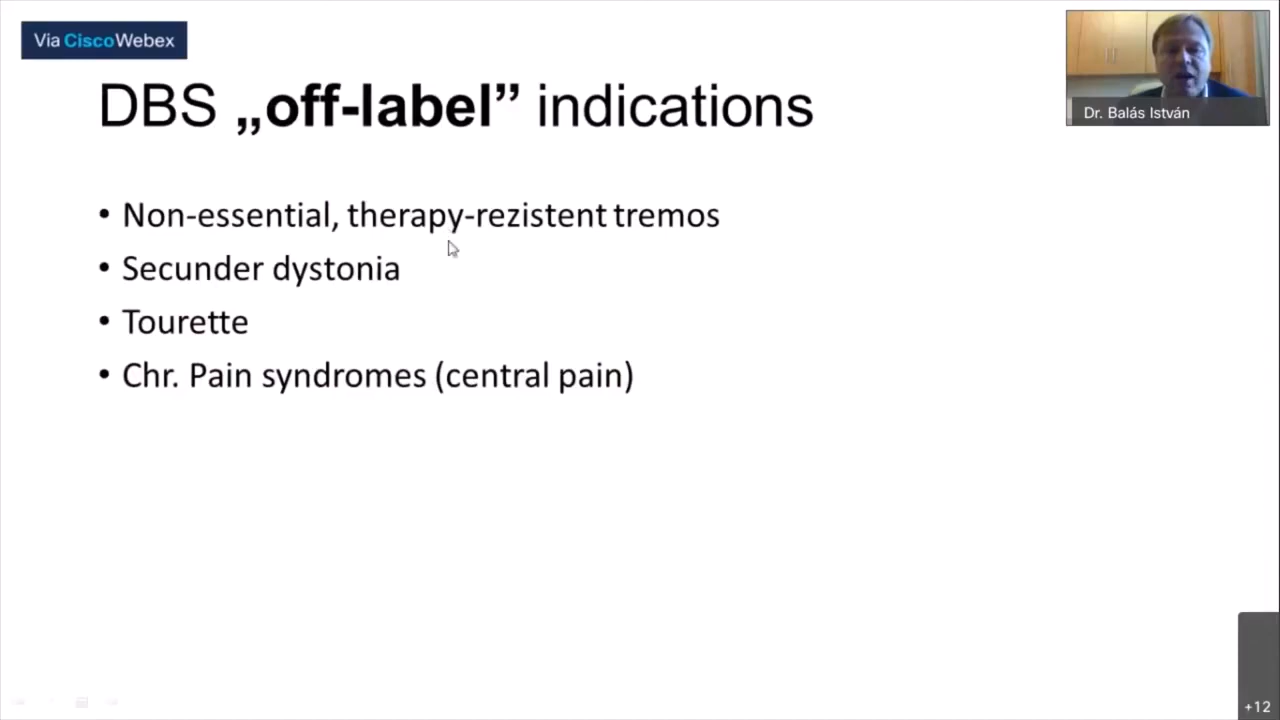 Via CiscoWebex
DBS „off-label” indications
Dr. Balás István
• Non-essential, therapy-rezistent tremos
• Secunder dystonia
• Tourette
• Chr. Pain syndromes (central pain)
+12